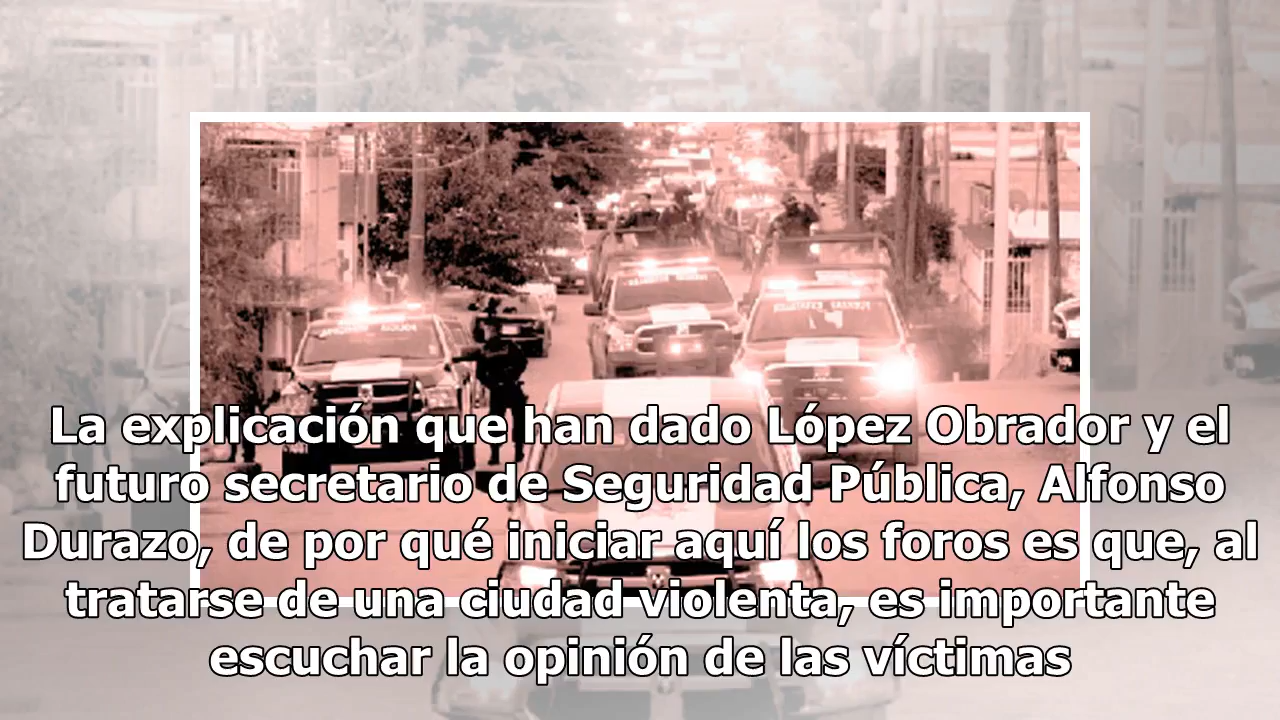 La explicación que han dado López Obrador y el
futuro secretario de Seguridad Pública, Alfonso
Durazo, de por qué iniciar aquí los foros es que, al
tratarse de una ciudad violenta, es importante
escuchar la opinión de las víctimas